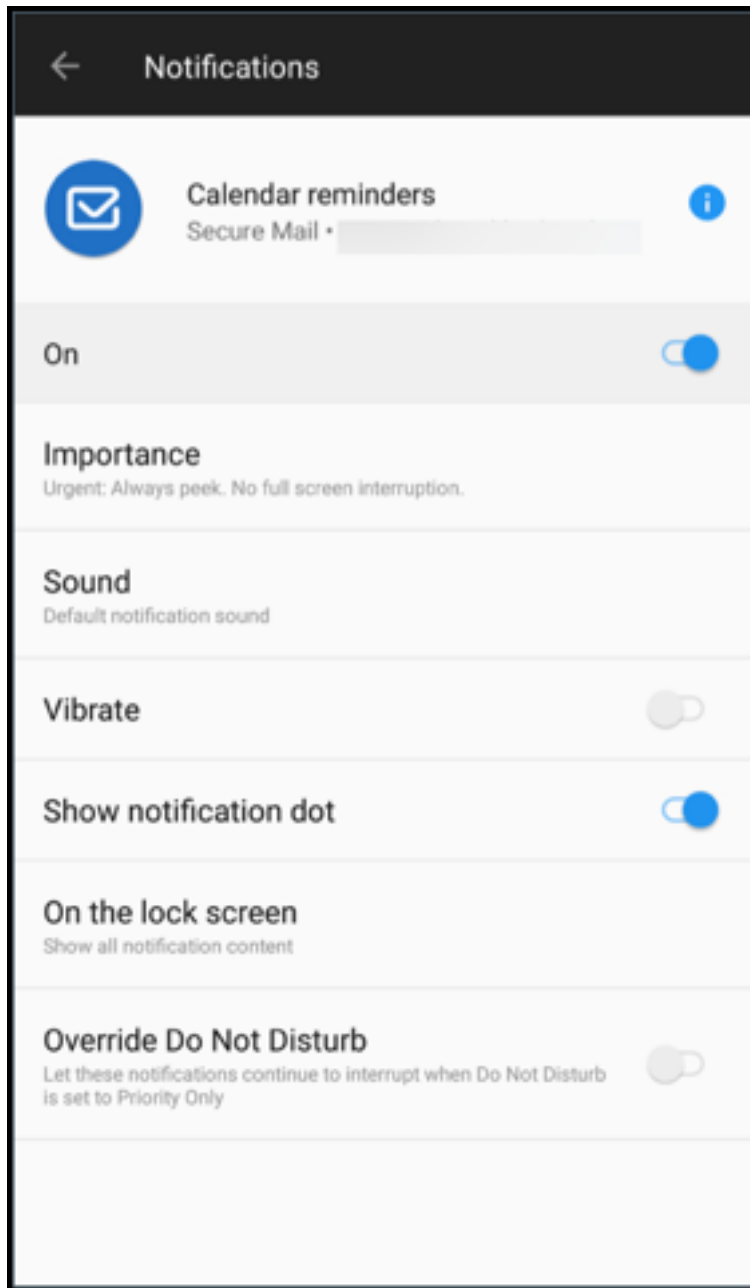 Notifications
Calendar reminders
Secure Mail •
On
Importance
Urgent: Always peek. No full screen interruption.
Sound
Default notification sound
Vibrate
Show notification dot
On the lock screen
Show all notification content
Override Do Not Disturb
Let these notifications continue to interrupt when Do Not Disturb
is set to Priority Only